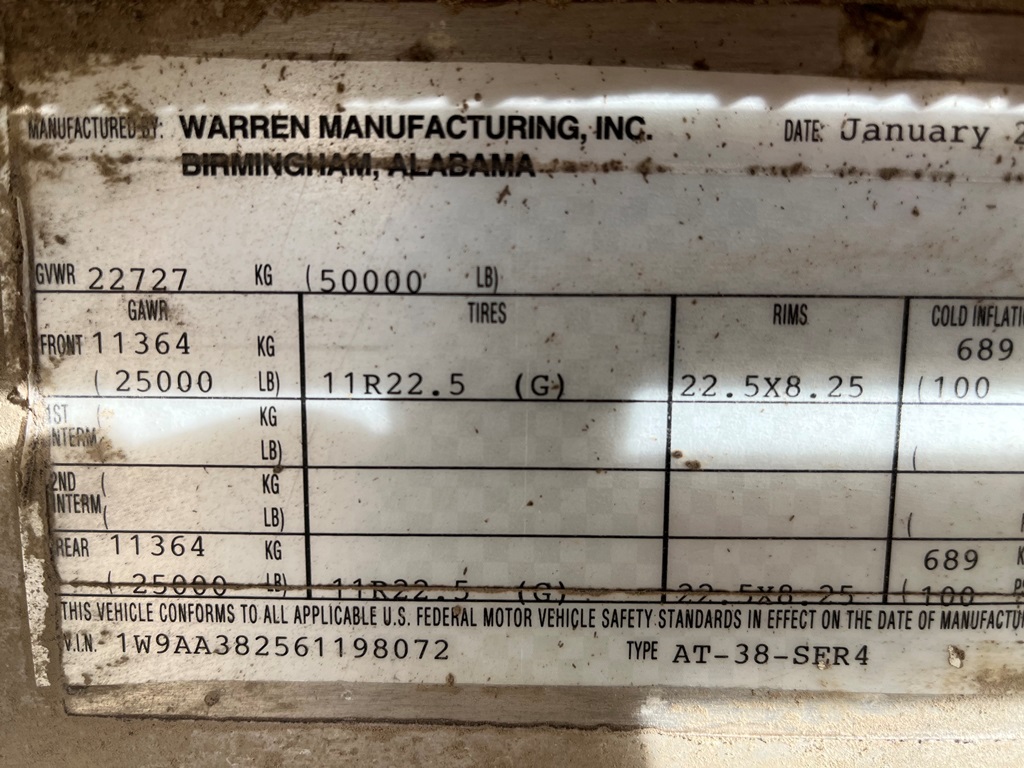 MANUFACTURED BY: WARREN MANUFACTURING, INC. DATE: January 2
BIRMINGHAM, ALABAMA
GVWR 22727 KG (50000 LB)
GAWR TIRES RIMS COLD INFLATI
FRONT 11364 KG 689
(25000 LB) 11R22.5 (G) 22.5X8.25 (100
1ST INTERM ( KG
( LB) (
2ND INTERM ( KG
( LB) (
REAR 11364 KG 689 K
(25000 LB) 11R22.5 (G) 22.5X8.25 (100 P
THIS VEHICLE CONFORMS TO ALL APPLICABLE U.S. FEDERAL MOTOR VEHICLE SAFETY STANDARDS IN EFFECT ON THE DATE OF MANUFACTU
V.I.N. 1W9AA382561198072 TYPE AT-38-SFR4